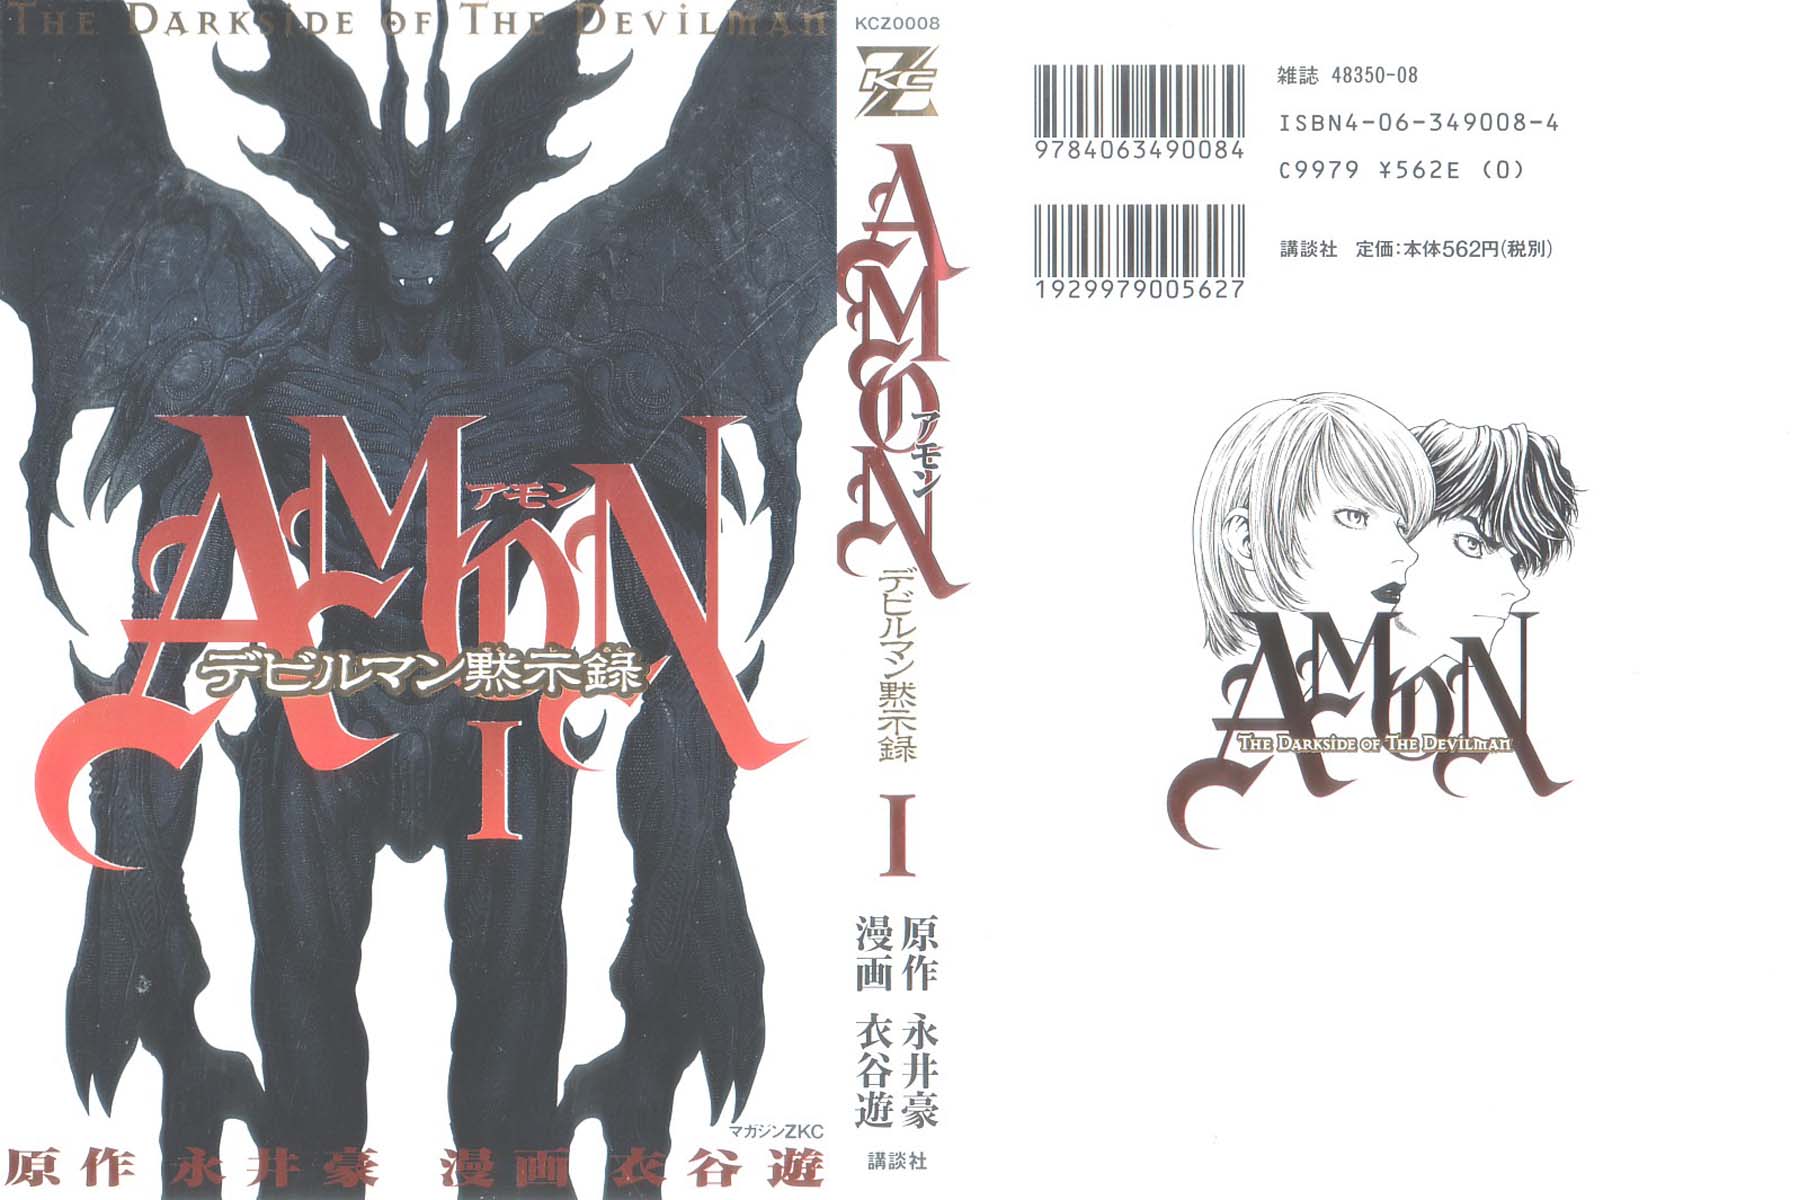 THE DARKSIDE OF THE DEVILMAN
AMON
アモン
デビルマン黙示録
I
マガジンZKC
原作 永井豪 漫画 衣谷遊
KCZ0008
KC Z
AMON
アモン
デビルマン黙示録
I
原作 永井豪
漫画 衣谷遊
講談社
9784063490084
雑誌 48350-08
ISBN4-06-349008-4
C9979 ¥562E (0)
1929979005627
講談社 定価:本体562円(税別)
AMON
THE DARKSIDE OF THE DEVILMAN